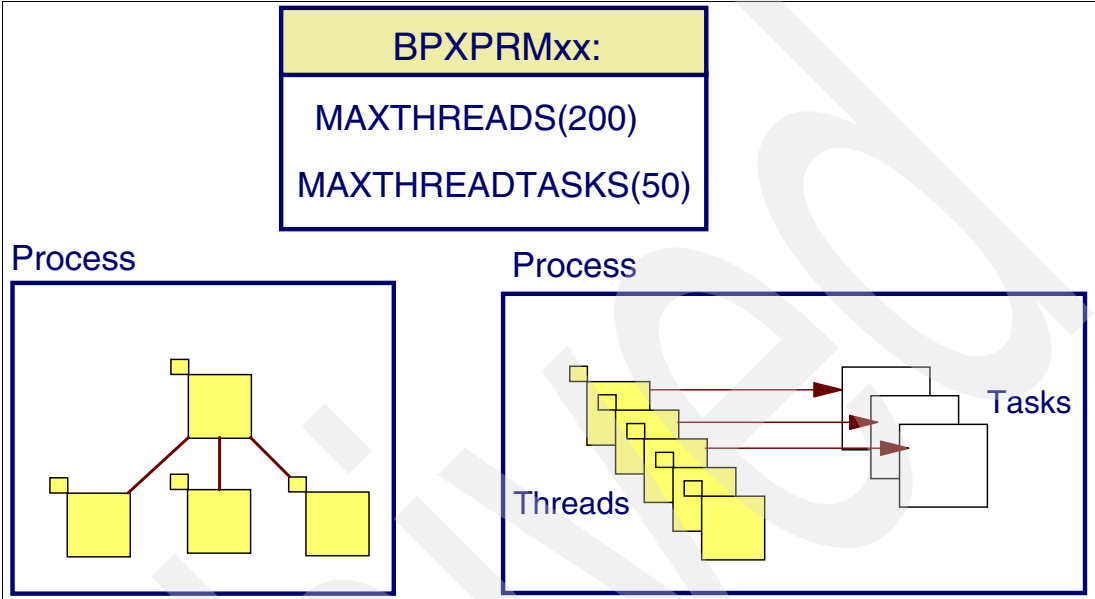 BPXPRMxx:
MAXTHREADS(200)
MAXTHREADTASKS(50)
Process
Process
Tasks
Threads